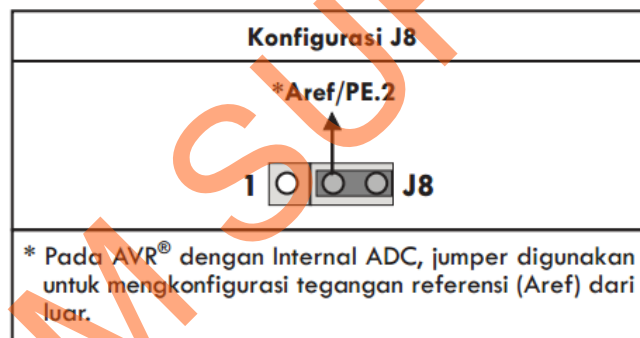 Konfigurasi J8
*Aref/PE.2
1 J8
* Pada AVR® dengan Internal ADC, jumper digunakan
untuk mengkonfigurasi tegangan referensi (Aref) dari
luar.
M SUP